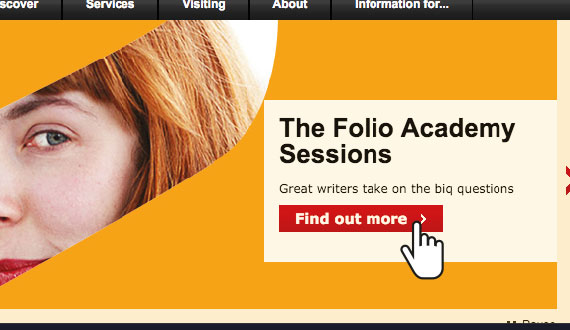 scover Services Visiting About Information for...
The Folio Academy
Sessions
Great writers take on the big questions
Find out more ›